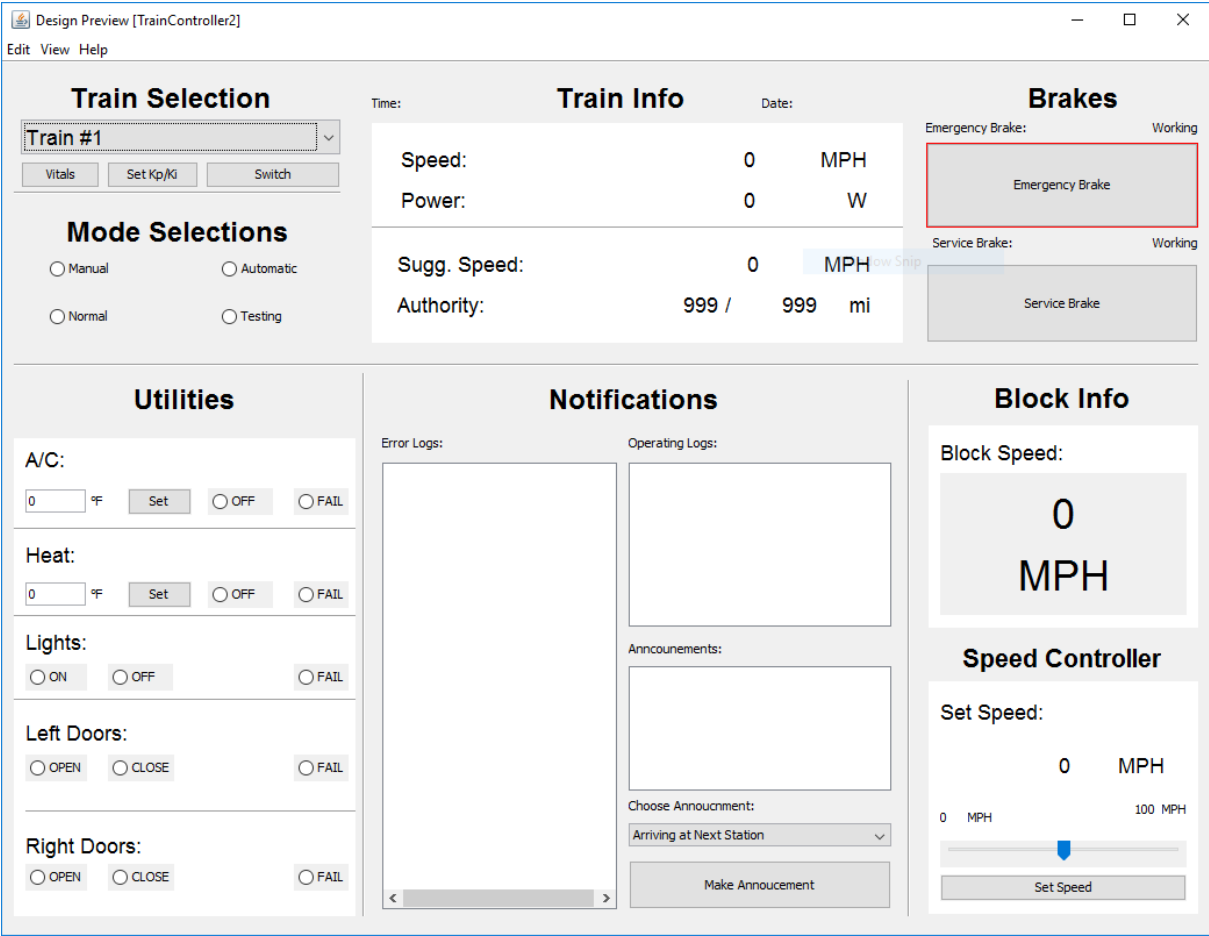 Design Preview [TrainController2]
Edit View Help
Train Selection
Train #1
Vitals Set Kp/Ki Switch
Mode Selections
Manual Automatic
Normal Testing
Time: Train Info Date:
Speed: 0 MPH
Power: 0 W
Sugg. Speed: 0 MPH
Authority: 999 / 999 mi
Brakes
Emergency Brake: Working
Emergency Brake
Service Brake: Working
Snip
Service Brake
Utilities
A/C:
0 ºF Set OFF FAIL
Heat:
0 ºF Set OFF FAIL
Lights:
ON OFF FAIL
Left Doors:
OPEN CLOSE FAIL
Right Doors:
OPEN CLOSE FAIL
Notifications
Error Logs:
Operating Logs:
Anncounements:
Choose Annoucnment:
Arriving at Next Station
Make Annoucement
Block Info
Block Speed:
0
MPH
Speed Controller
Set Speed:
0 MPH
0 MPH 100 MPH
Set Speed